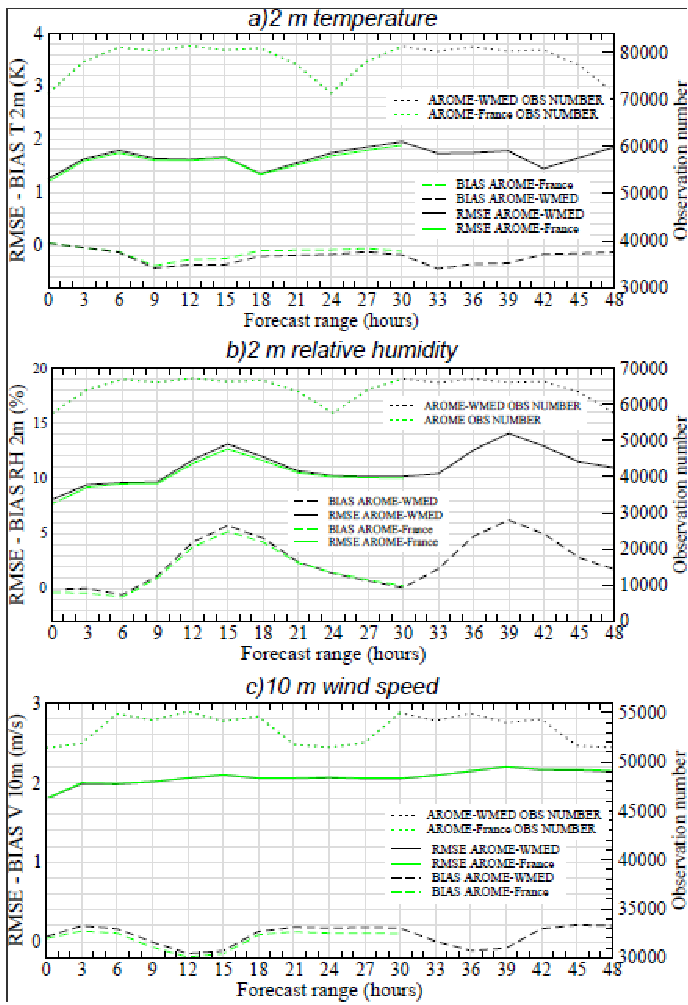 a)2 m temperature
RMSE - BIAS T 2m (K)
4
3
2
1
0
80000
70000
60000
50000
40000
30000
Observation number
AROME-WMED OBS NUMBER
AROME-France OBS NUMBER
BIAS AROME-France
BIAS AROME-WMED
RMSE AROME-WMED
RMSE AROME-France
0 3 6 9 12 15 18 21 24 27 30 33 36 39 42 45 48
Forecast range (hours)
b)2 m relative humidity
RMSE - BIAS RH 2m (%)
20
15
10
5
0
70000
60000
50000
40000
30000
20000
10000
0
Observation number
AROME-WMED OBS NUMBER
AROME OBS NUMBER
BIAS AROME-WMED
RMSE AROME-WMED
BIAS AROME-France
RMSE AROME-France
0 3 6 9 12 15 18 21 24 27 30 33 36 39 42 45 48
Forecast range (hours)
c)10 m wind speed
RMSE - BIAS V 10m (m/s)
3
2
1
0
55000
50000
45000
40000
35000
30000
Observation number
AROME-WMED OBS NUMBER
AROME-France OBS NUMBER
RMSE AROME-WMED
RMSE AROME-France
BIAS AROME-WMED
BIAS AROME-France
0 3 6 9 12 15 18 21 24 27 30 33 36 39 42 45 48
Forecast range (hours)